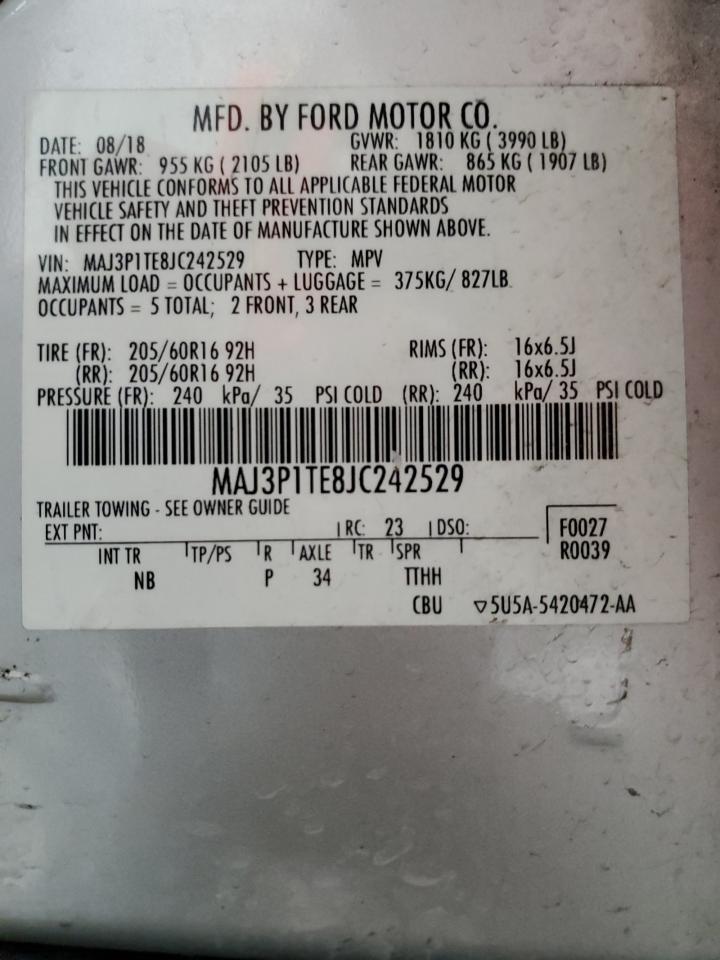 MFD. BY FORD MOTOR CO.
DATE: 08/18 GVWR: 1810 KG ( 3990 LB)
FRONT GAWR: 955 KG ( 2105 LB) REAR GAWR: 865 KG ( 1907 LB)
THIS VEHICLE CONFORMS TO ALL APPLICABLE FEDERAL MOTOR
VEHICLE SAFETY AND THEFT PREVENTION STANDARDS
IN EFFECT ON THE DATE OF MANUFACTURE SHOWN ABOVE.
VIN: MAJ3P1TE8JC242529 TYPE: MPV
MAXIMUM LOAD = OCCUPANTS + LUGGAGE = 375KG/ 827LB
OCCUPANTS = 5 TOTAL; 2 FRONT, 3 REAR
TIRE (FR): 205/60R16 92H RIMS (FR): 16x6.5J
(RR): 205/60R16 92H (RR): 16x6.5J
PRESSURE (FR): 240 kPa/ 35 PSI COLD (RR): 240 kPa/ 35 PSI COLD
MAJ3P1TE8JC242529
TRAILER TOWING - SEE OWNER GUIDE
EXT PNT: RC: 23 DSO: F0027
INT TR TP/PS R AXLE TR SPR R0039
NB P 34 TTHH
CBU ▽5U5A-5420472-AA